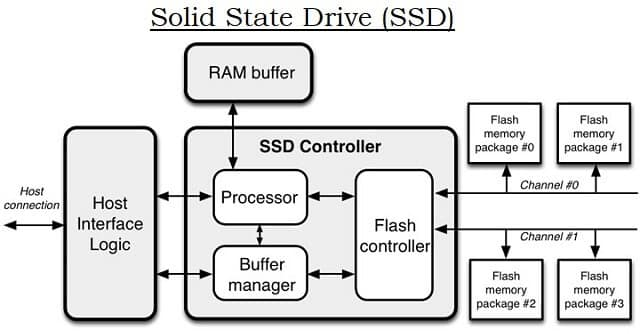 Solid State Drive (SSD)
RAM buffer
SSD Controller
Host
connection
Host
Interface
Logic
Processor
Buffer
manager
Flash
controller
Flash
memory
package #0
Flash
memory
package #1
Channel #0
Channel #1
Flash
memory
package #2
Flash
memory
package #3